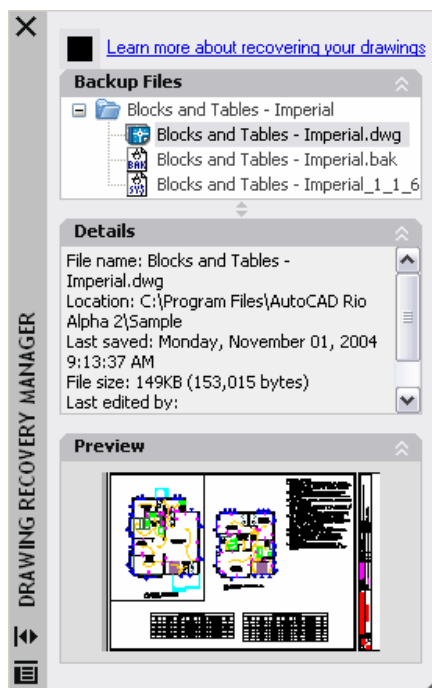 Learn more about recovering your drawings
Backup Files
Blocks and Tables - Imperial
Blocks and Tables - Imperial.dwg
BAK
Blocks and Tables - Imperial.bak
SV$
Blocks and Tables - Imperial_1_1_6
Details
File name: Blocks and Tables -
Imperial.dwg
Location: C:\Program Files\AutoCAD Rio
Alpha 2\Sample
Last saved: Monday, November 01, 2004
9:13:37 AM
File size: 149KB (153,015 bytes)
Last edited by:
Preview
DRAWING RECOVERY MANAGER